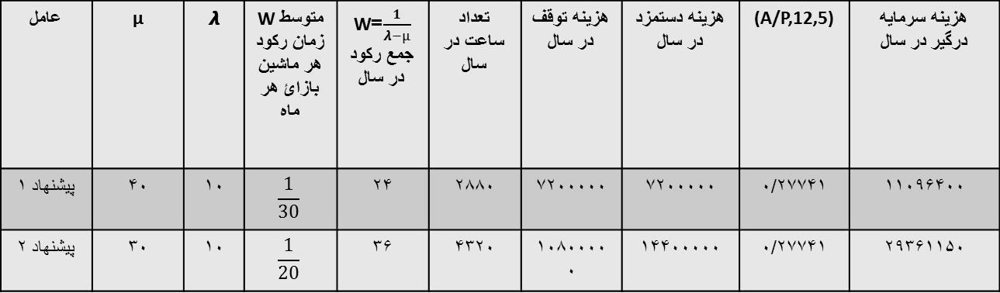 عامل
μ
λ
متوسط W
زمان رکود
هر ماشین
بازائ هر
ماه
W=1/(λ−μ)
جمع رکود
در سال
تعداد
ساعت در
سال
هزینه توقف
در سال
هزینه دستمزد
در سال
(A/P,12,5)
هزینه سرمایه
درگیر در سال
پیشنهاد ۱
۴۰
۱۰
1/30
۲۴
۲۸۸۰
۷۲۰۰۰۰۰
۷۲۰۰۰۰۰
۰/۲۷۷۴۱
۱۱۰۹۶۴۰۰
پیشنهاد ۲
۳۰
۱۰
1/20
۳۶
۴۳۲۰
۱۰۸۰۰۰۰
۰
۱۴۴۰۰۰۰۰
۰/۲۷۷۴۱
۲۹۳۶۱۱۵۰